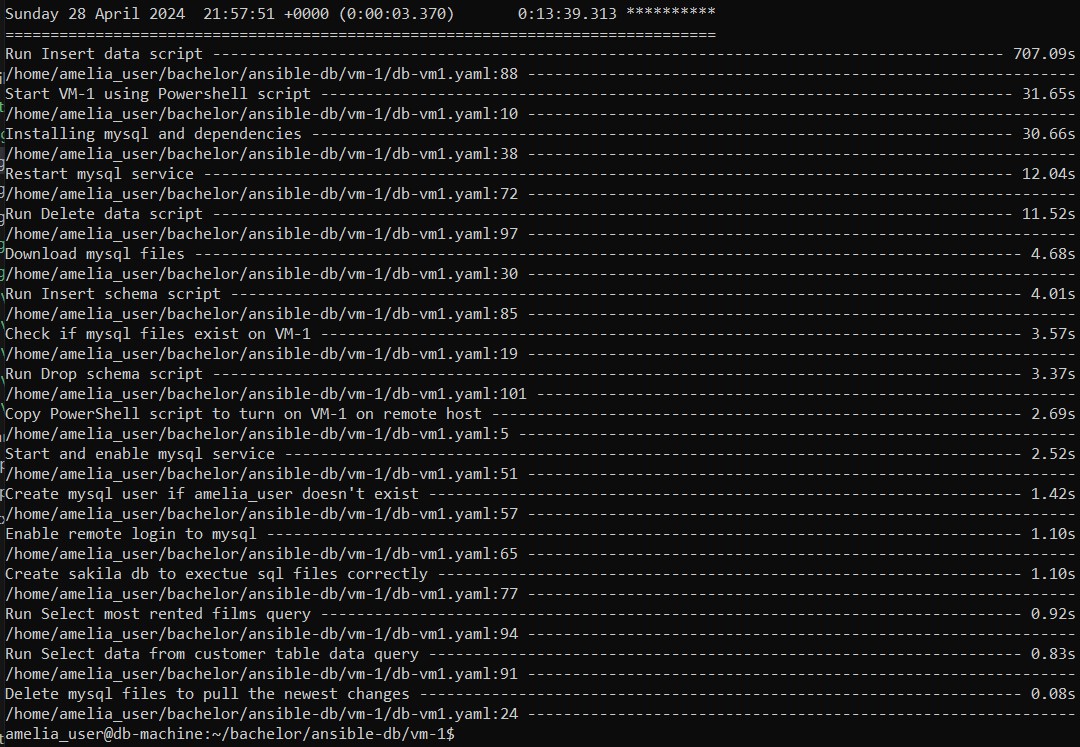 Sunday 28 April 2024  21:57:51 +0000 (0:00:03.370)       0:13:39.313 **********
===============================================================================
Run Insert data script ---------------------------------------------------------------------------------------- 707.09s
/home/amelia_user/bachelor/ansible-db/vm-1/db-vm1.yaml:88 -------------------------------------------------------------
Start VM-1 using Powershell script ----------------------------------------------------------------------------- 31.65s
/home/amelia_user/bachelor/ansible-db/vm-1/db-vm1.yaml:10 -------------------------------------------------------------
Installing mysql and dependencies ------------------------------------------------------------------------------ 30.66s
/home/amelia_user/bachelor/ansible-db/vm-1/db-vm1.yaml:38 -------------------------------------------------------------
Restart mysql service ------------------------------------------------------------------------------------------ 12.04s
/home/amelia_user/bachelor/ansible-db/vm-1/db-vm1.yaml:72 -------------------------------------------------------------
Run Delete data script ----------------------------------------------------------------------------------------- 11.52s
/home/amelia_user/bachelor/ansible-db/vm-1/db-vm1.yaml:97 -------------------------------------------------------------
Download mysql files -------------------------------------------------------------------------------------------- 4.68s
/home/amelia_user/bachelor/ansible-db/vm-1/db-vm1.yaml:30 -------------------------------------------------------------
Run Insert schema script ---------------------------------------------------------------------------------------- 4.01s
/home/amelia_user/bachelor/ansible-db/vm-1/db-vm1.yaml:85 -------------------------------------------------------------
Check if mysql files exist on VM-1 ------------------------------------------------------------------------------ 3.57s
/home/amelia_user/bachelor/ansible-db/vm-1/db-vm1.yaml:19 -------------------------------------------------------------
Run Drop schema script ------------------------------------------------------------------------------------------ 3.37s
/home/amelia_user/bachelor/ansible-db/vm-1/db-vm1.yaml:101 ------------------------------------------------------------
Copy PowerShell script to turn on VM-1 on remote host ----------------------------------------------------------- 2.69s
/home/amelia_user/bachelor/ansible-db/vm-1/db-vm1.yaml:5 --------------------------------------------------------------
Start and enable mysql service ---------------------------------------------------------------------------------- 2.52s
/home/amelia_user/bachelor/ansible-db/vm-1/db-vm1.yaml:51 -------------------------------------------------------------
Create mysql user if amelia_user doesn't exist ------------------------------------------------------------------ 1.42s
/home/amelia_user/bachelor/ansible-db/vm-1/db-vm1.yaml:57 -------------------------------------------------------------
Enable remote login to mysql ------------------------------------------------------------------------------------ 1.10s
/home/amelia_user/bachelor/ansible-db/vm-1/db-vm1.yaml:65 -------------------------------------------------------------
Create sakila db to exectue sql files correctly ----------------------------------------------------------------- 1.10s
/home/amelia_user/bachelor/ansible-db/vm-1/db-vm1.yaml:77 -------------------------------------------------------------
Run Select most rented films query ------------------------------------------------------------------------------ 0.92s
/home/amelia_user/bachelor/ansible-db/vm-1/db-vm1.yaml:94 -------------------------------------------------------------
Run Select data from customer table data query ------------------------------------------------------------------ 0.83s
/home/amelia_user/bachelor/ansible-db/vm-1/db-vm1.yaml:91 -------------------------------------------------------------
Delete mysql files to pull the newest changes ------------------------------------------------------------------- 0.08s
/home/amelia_user/bachelor/ansible-db/vm-1/db-vm1.yaml:24 -------------------------------------------------------------
amelia_user@db-machine:~/bachelor/ansible-db/vm-1$